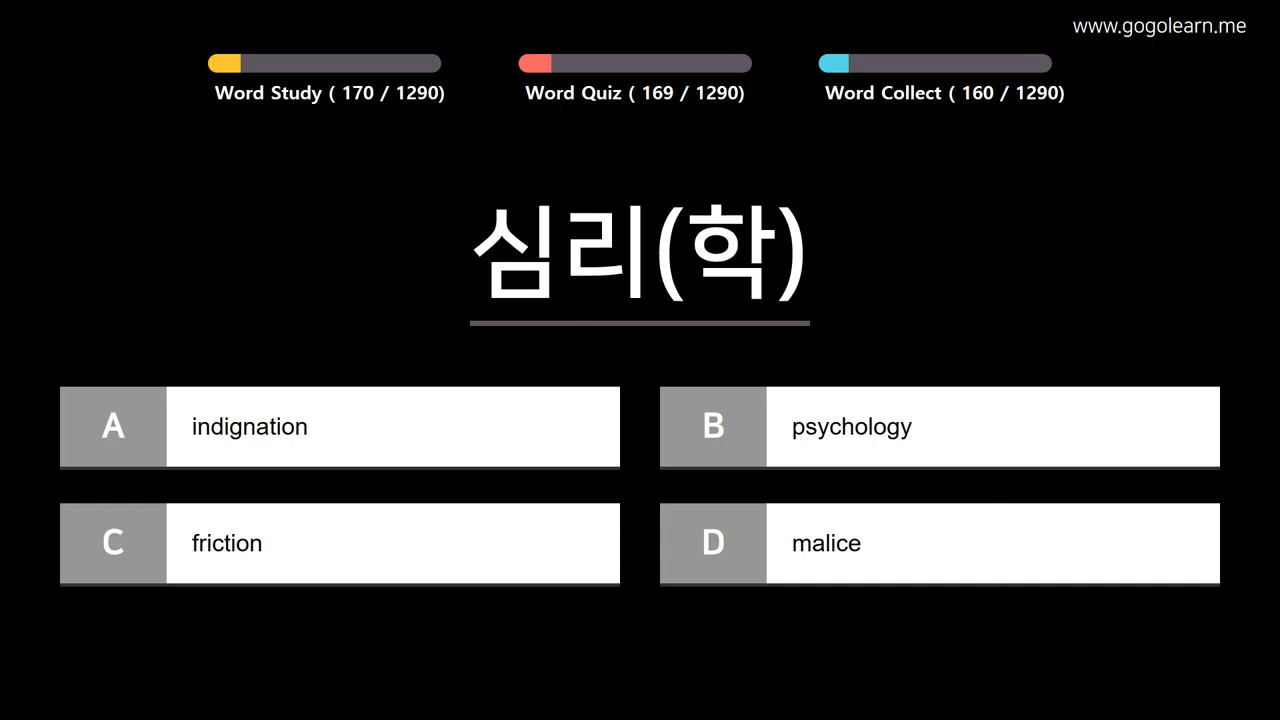 www.gogolearn.me
Word Study ( 170 / 1290)
Word Quiz ( 169 / 1290)
Word Collect ( 160 / 1290)
심리(학)
A indignation
B psychology
C friction
D malice